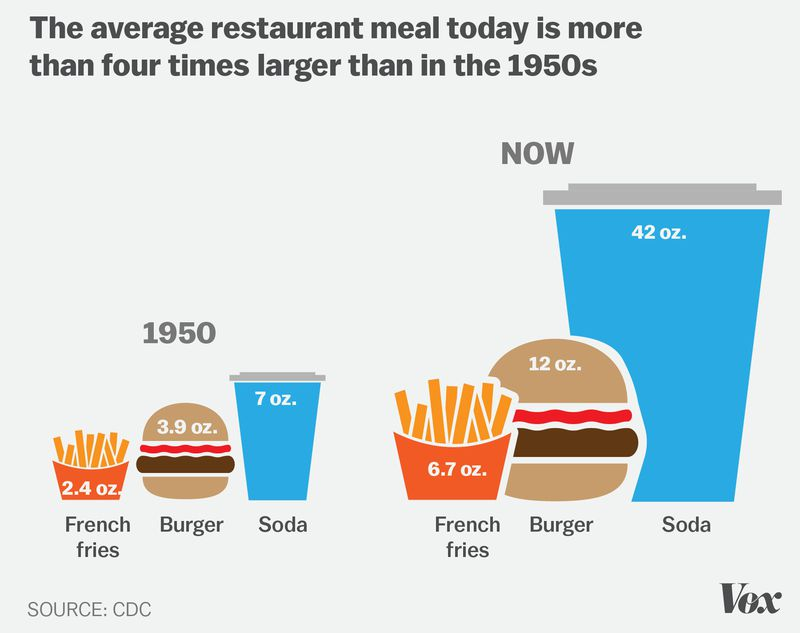 The average restaurant meal today is more
than four times larger than in the 1950s
1950
2.4 oz.
3.9 oz.
7 oz.
French
fries
Burger
Soda
NOW
6.7 oz.
12 oz.
42 oz.
French
fries
Burger
Soda
SOURCE: CDC
Vox